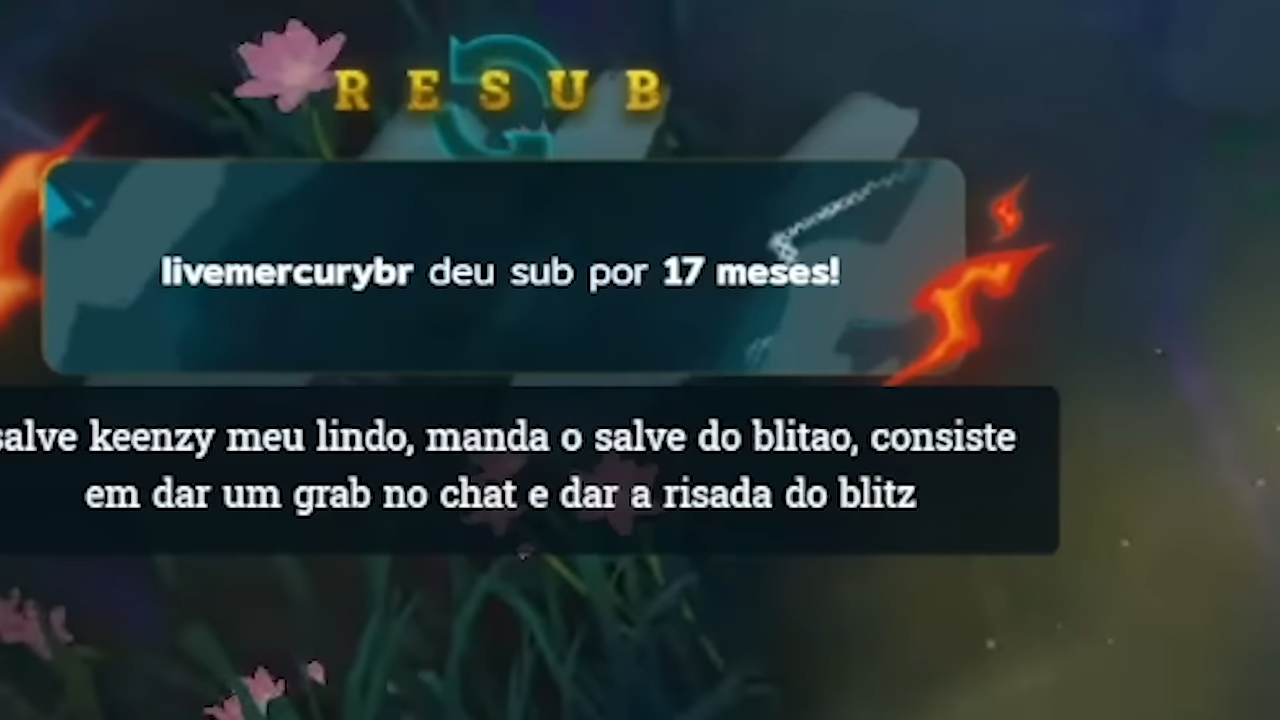 RESUB
livemercurybr deu sub por 17 meses!
salve keenzy meu lindo, manda o salve do blitao, consiste
em dar um grab no chat e dar a risada do blitz